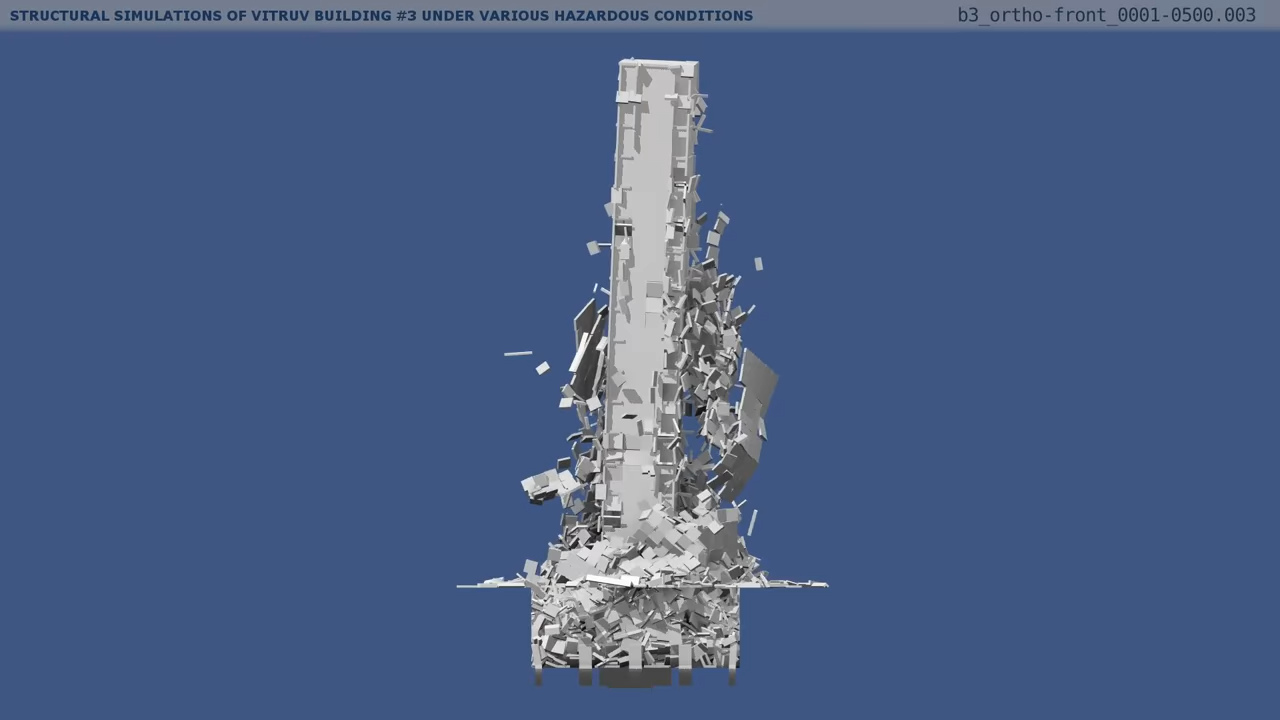 STRUCTURAL SIMULATIONS OF VITRUV BUILDING #3 UNDER VARIOUS HAZARDOUS CONDITIONS
b3_ortho-front_0001-0500.003